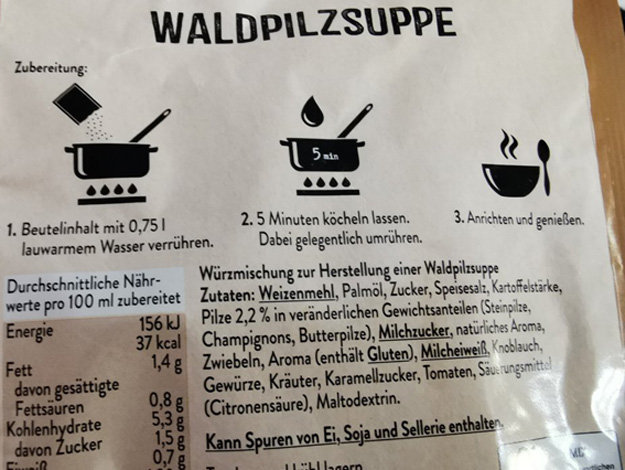 WALDPILZSUPPE
Zubereitung:
5 min
1. Beutelinhalt mit 0,75 l
lauwarmem Wasser verrühren.
2. 5 Minuten köcheln lassen.
Dabei gelegentlich umrühren.
3. Anrichten und genießen.
Durchschnittliche Nähr-
werte pro 100 ml zubereitet
Energie 156 kJ
37 kcal
Fett 1,4 g
davon gesättigte
Fettsäuren 0,8 g
Kohlenhydrate 5,3 g
davon Zucker 1,5 g
Eiweiß 0,7 g
Würzmischung zur Herstellung einer Waldpilzsuppe
Zutaten: Weizenmehl, Palmöl, Zucker, Speisesalz, Kartoffelstärke,
Pilze 2,2 % in veränderlichen Gewichtsanteilen (Steinpilze,
Champignons, Butterpilze), Milchzucker, natürliches Aroma,
Zwiebeln, Aroma (enthält Gluten), Milcheiweiß, Knoblauch,
Gewürze, Kräuter, Karamellzucker, Tomaten, Säuerungsmittel
(Citronensäure), Maltodextrin.
Kann Spuren von Ei, Soja und Sellerie enthalten.